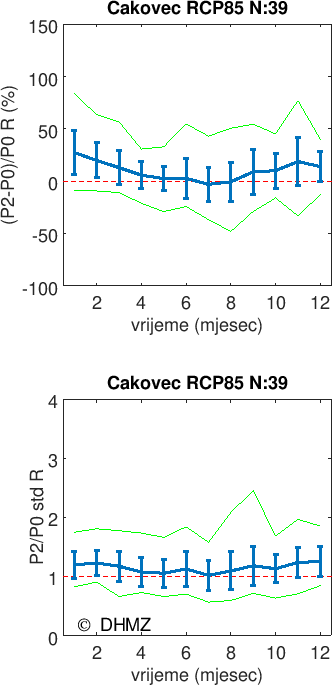 Cakovec RCP85 N:39
(P2-P0)/P0 R (%)
150
100
50
0
-50
-100
2 4 6 8 10 12
vrijeme (mjesec)
Cakovec RCP85 N:39
P2/P0 std R
4
3
2
1
0
© DHMZ
2 4 6 8 10 12
vrijeme (mjesec)